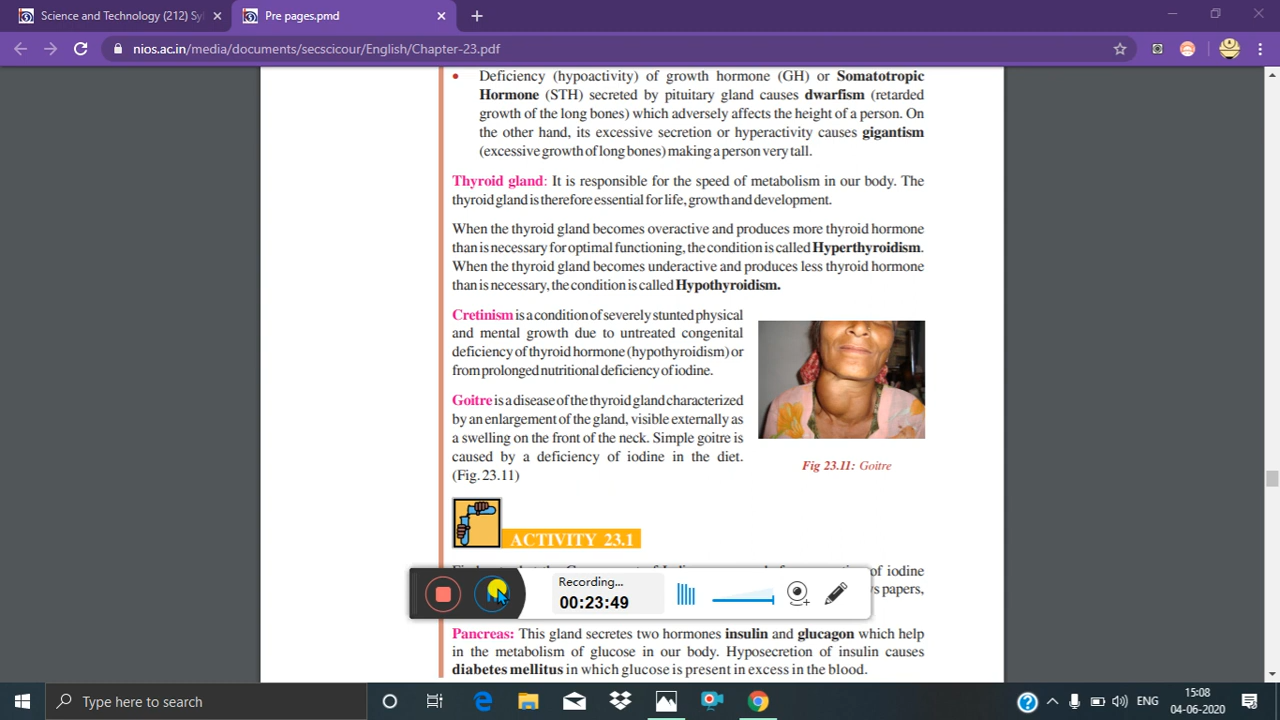 Science and Technology (212) Sy
Pre pages.pmd
nios.ac.in/media/documents/secscicour/English/Chapter-23.pdf
• Deficiency (hypoactivity) of growth hormone (GH) or Somatotropic
Hormone (STH) secreted by pituitary gland causes dwarfism (retarded
growth of the long bones) which adversely affects the height of a person. On
the other hand, its excessive secretion or hyperactivity causes gigantism
(excessive growth of long bones) making a person very tall.
Thyroid gland: It is responsible for the speed of metabolism in our body. The
thyroid gland is therefore essential for life, growth and development.
When the thyroid gland becomes overactive and produces more thyroid hormone
than is necessary for optimal functioning, the condition is called Hyperthyroidism.
When the thyroid gland becomes underactive and produces less thyroid hormone
than is necessary, the condition is called Hypothyroidism.
Cretinism is a condition of severely stunted physical
and mental growth due to untreated congenital
deficiency of thyroid hormone (hypothyroidism) or
from prolonged nutritional deficiency of iodine.
Goitre is a disease of the thyroid gland characterized
by an enlargement of the gland, visible externally as
a swelling on the front of the neck. Simple goitre is
caused by a deficiency of iodine in the diet.
(Fig. 23.11)
Fig 23.11: Goitre
ACTIVITY 23.1
of iodine
papers,
Recording...
00:23:49
Pancreas: This gland secretes two hormones insulin and glucagon which help
in the metabolism of glucose in our body. Hyposecretion of insulin causes
diabetes mellitus in which glucose is present in excess in the blood.
Type here to search
ENG
15:08
04-06-2020